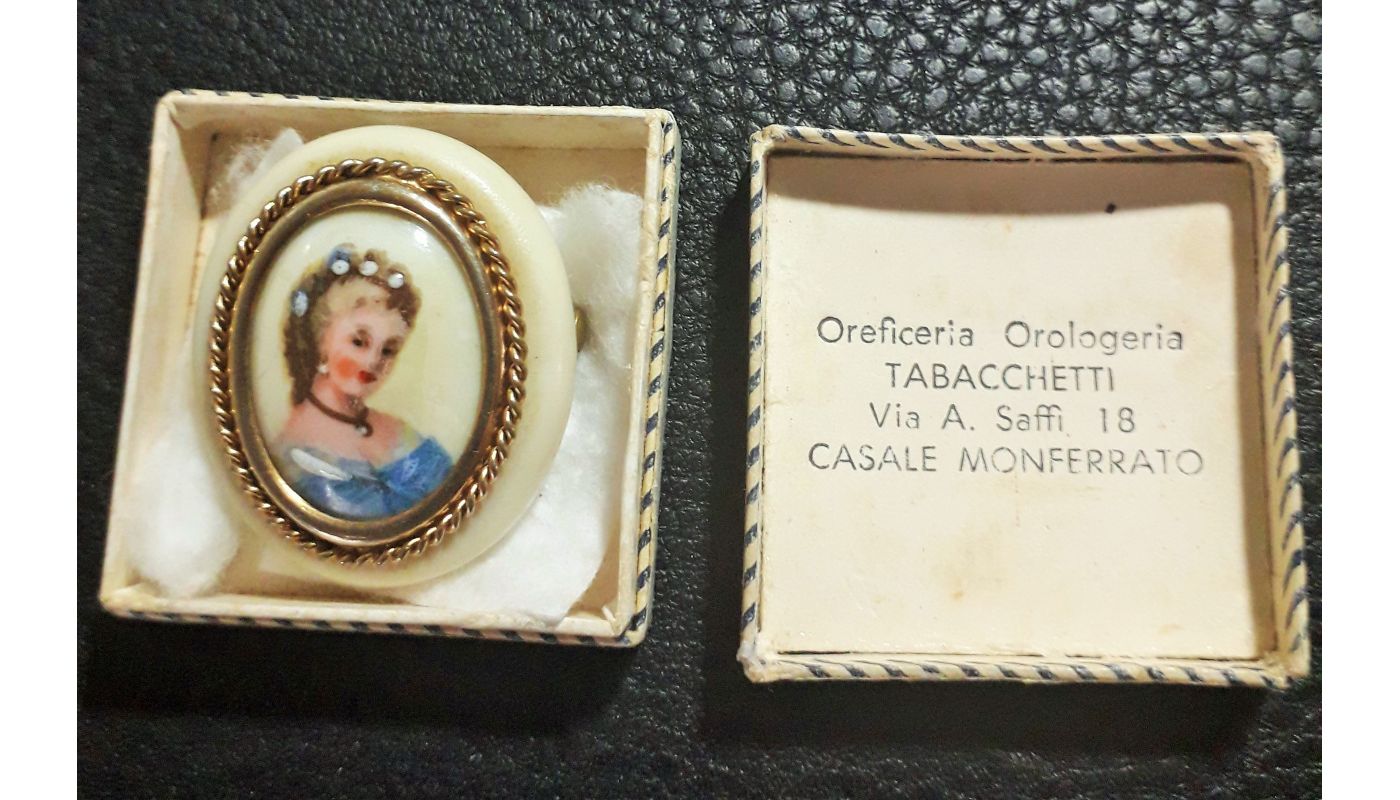 Oreficeria Orologeria
TABACCHETTI
Via A. Saffi 18
CASALE MONFERRATO